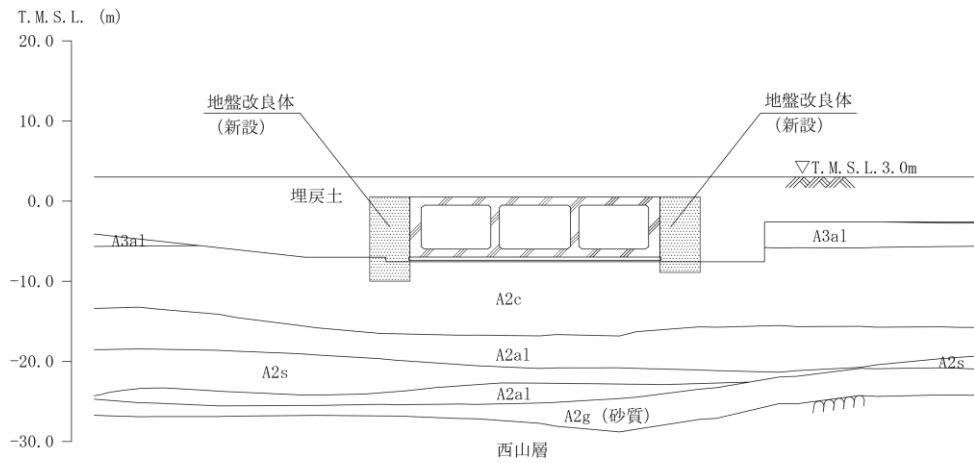 T.M.S.L. (m)
20.0
地盤改良体
(新設)
地盤改良体
(新設)
10.0
▽T.M.S.L.3.0m
0.0
埋戻土
A3al
A3al
-10.0
A2c
-20.0
A2al
A2s
A2s
A2al
A2g (砂質)
-30.0
西山層